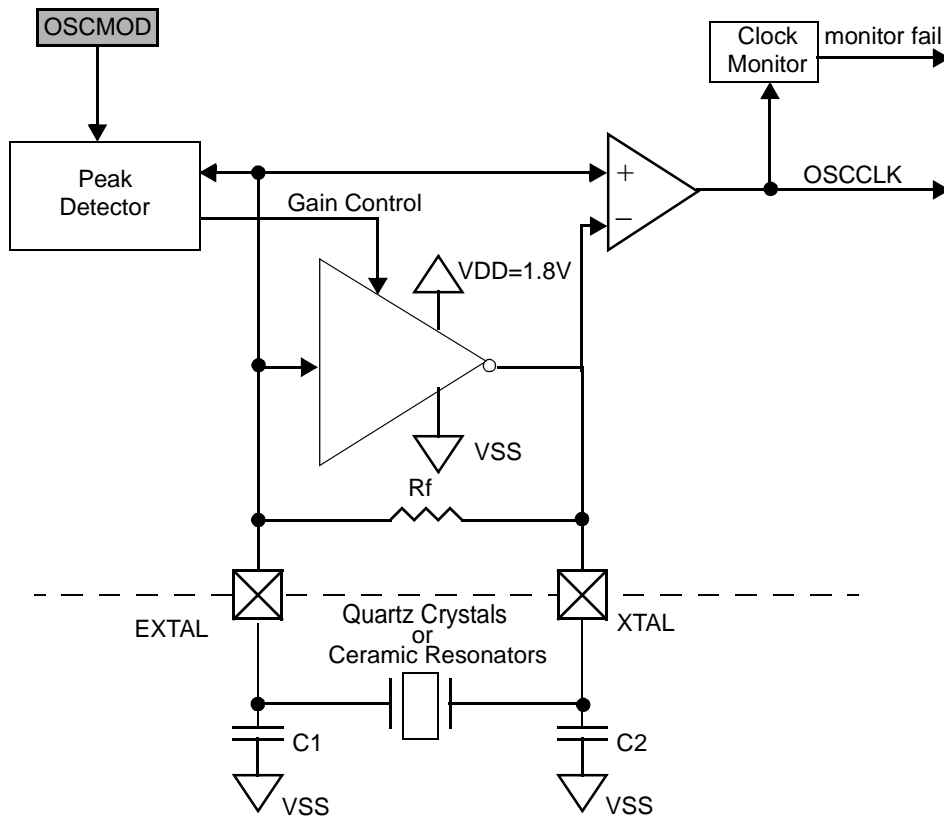 OSCMOD
Clock
Monitor
monitor fail
Peak
Detector
+
OSCCLK
Gain Control
−
VDD=1.8V
VSS
Rf
EXTAL
Quartz Crystals
or
Ceramic Resonators
XTAL
C1
C2
VSS
VSS